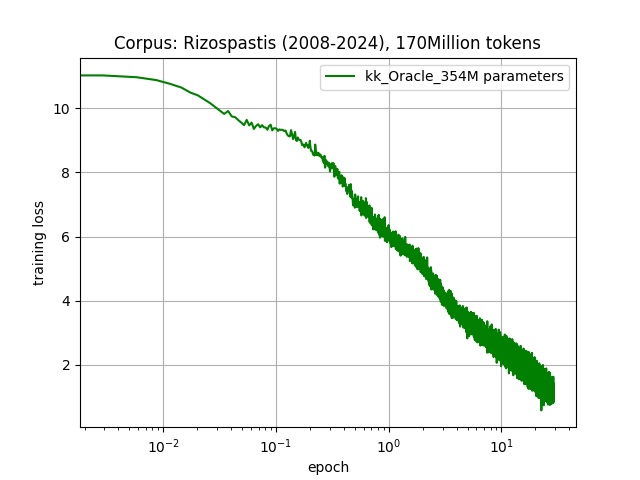 Corpus: Rizospastis (2008-2024), 170Million tokens
kk_Oracle_354M parameters
training loss
10
8
6
4
2
10⁻²
10⁻¹
10⁰
10¹
epoch